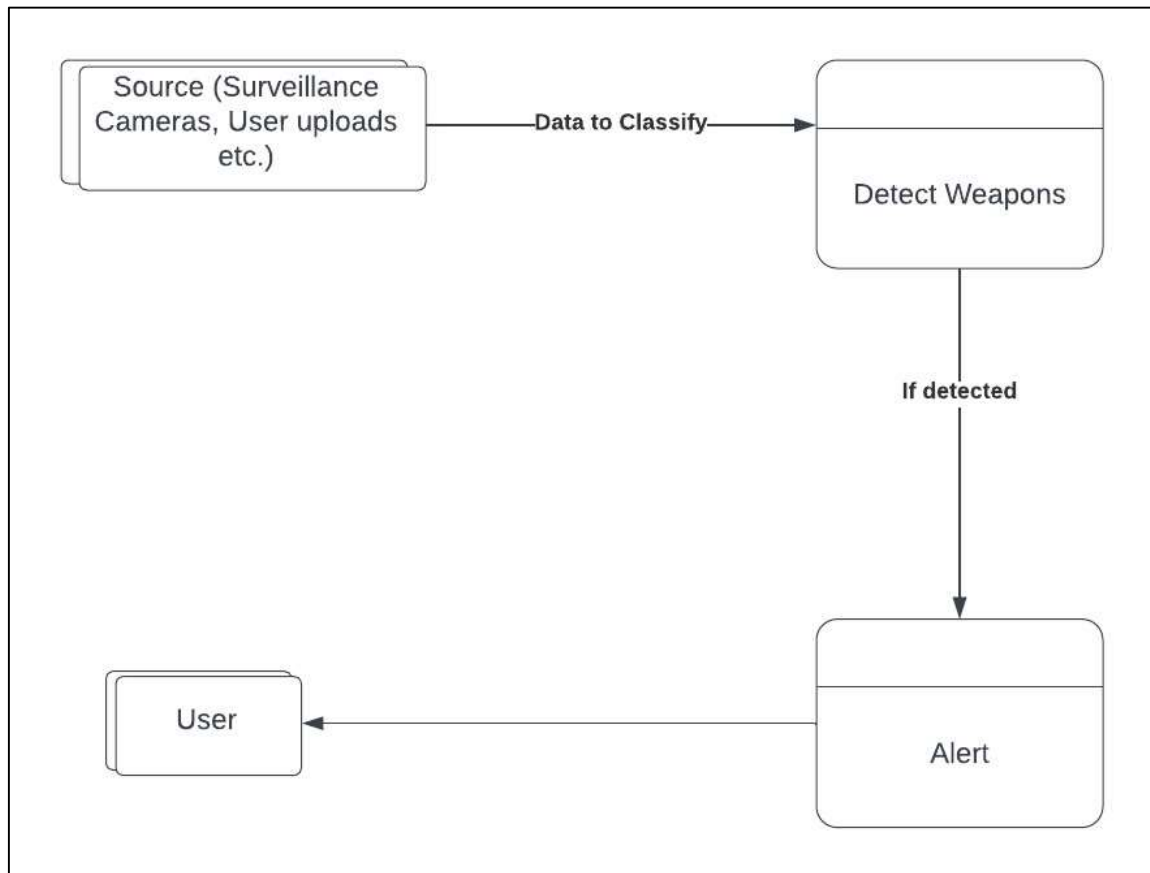 Source (Surveillance
Cameras, User uploads
etc.)
Data to Classify
Detect Weapons
If detected
Alert
User